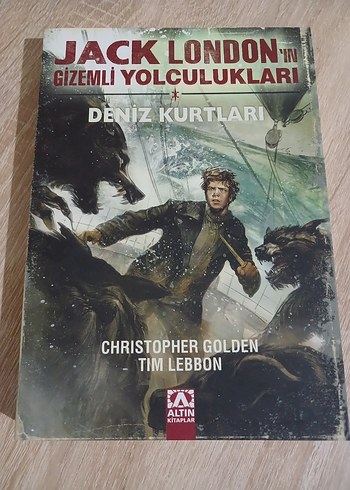 JACK LONDON'IN
GİZEMLİ YOLCULUKLARI
DENİZ KURTLARI
CHRISTOPHER GOLDEN
TIM LEBBON
A
ALTIN
KİTAPLAR